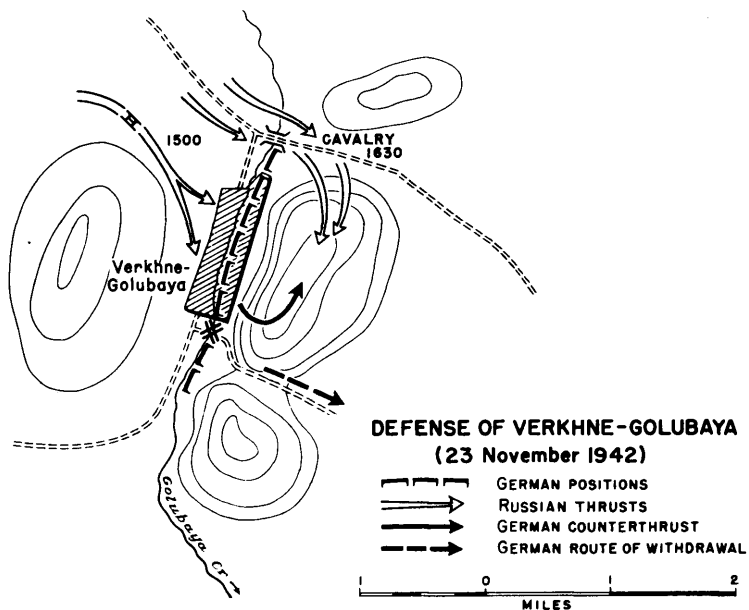 1500
CAVALRY
1630
Verkhne-
Golubaya
Golubaya Cr
DEFENSE OF VERKHNE-GOLUBAYA
(23 November 1942)
GERMAN POSITIONS
RUSSIAN THRUSTS
GERMAN COUNTERTHRUST
GERMAN ROUTE OF WITHDRAWAL
1 0 1 2
MILES